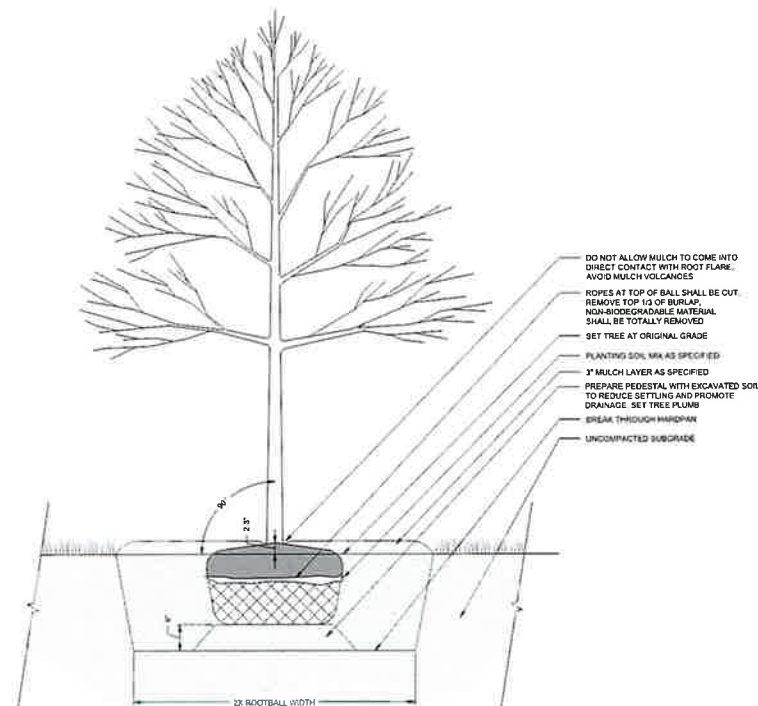 DO NOT ALLOW MULCH TO COME INTO
DIRECT CONTACT WITH ROOT FLARE.
AVOID MULCH VOLCANOES
ROPES AT TOP OF BALL SHALL BE CUT.
REMOVE TOP 1/3 OF BURLAP,
NON-BIODEGRADABLE MATERIAL
SHALL BE TOTALLY REMOVED
SET TREE AT ORIGINAL GRADE
PLANTING SOIL MIX AS SPECIFIED
3" MULCH LAYER AS SPECIFIED
PREPARE PEDESTAL WITH EXCAVATED SOIL
TO REDUCE SETTLING AND PROMOTE
DRAINAGE. SET TREE PLUMB
BREAK THROUGH HARDPAN
UNCOMPACTED SUBGRADE
90°
2X ROOTBALL WIDTH